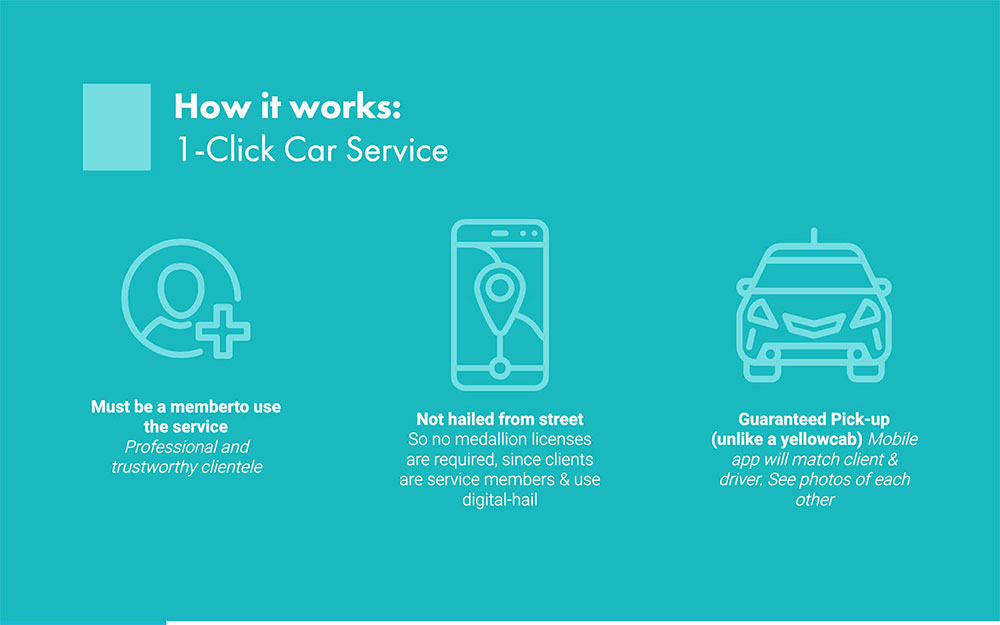 How it works:
1-Click Car Service
Must be a memberto use
the service
Professional and
trustworthy clientele
Not hailed from street
So no medallion licenses
are required, since clients
are service members & use
digital-hail
Guaranteed Pick-up
(unlike a yellowcab) Mobile
app will match client &
driver. See photos of each
other